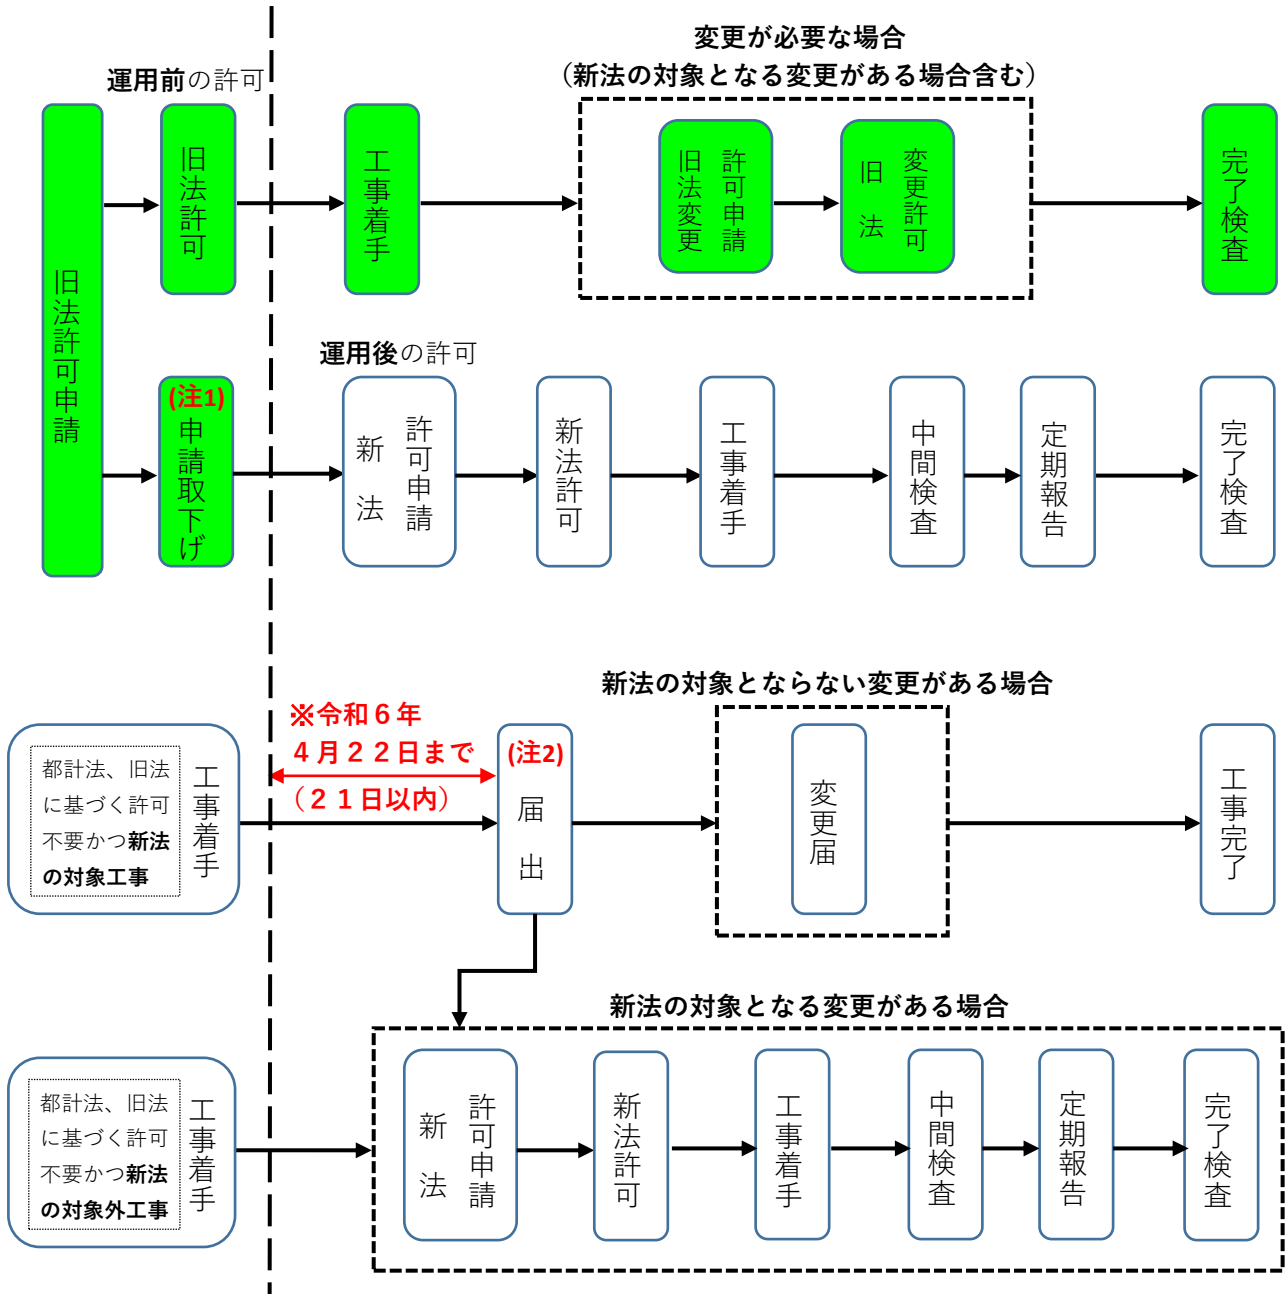 変更が必要な場合
（新法の対象となる変更がある場合含む）
運用前の許可
旧法許可申請
旧法許可
工事着手
旧法変更
許可申請
旧法
変更許可
完了検査
運用後の許可
(注1)
申請取下げ
新法
許可申請
新法許可
工事着手
中間検査
定期報告
完了検査
新法の対象とならない変更がある場合
※令和６年
４月２２日まで
（２１日以内）
都計法、旧法
に基づく許可
不要かつ新法
の対象工事
工事着手
(注2)
届出
変更届
工事完了
新法の対象となる変更がある場合
都計法、旧法
に基づく許可
不要かつ新法
の対象外工事
工事着手
新法
許可申請
新法許可
工事着手
中間検査
定期報告
完了検査